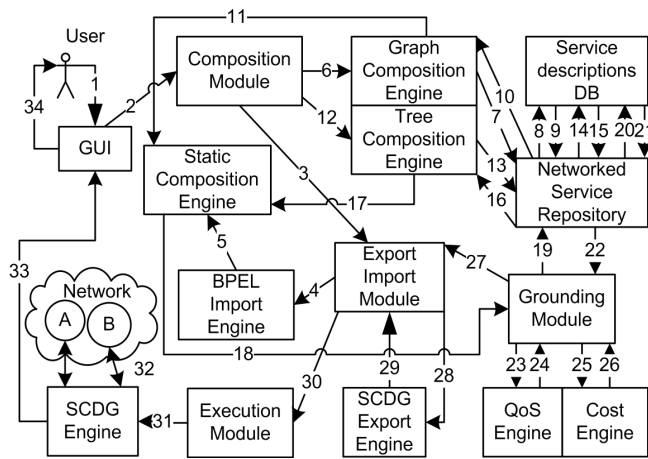 11
User
34
1
2
GUI
Composition
Module
6
12
Graph
Composition
Engine
Tree
Composition
Engine
10
7
13
16
Service
descriptions
DB
8
9
14
15
20
21
Static
Composition
Engine
3
17
Networked
Service
Repository
5
33
BPEL
Import
Engine
4
Export
Import
Module
27
19
22
Grounding
Module
Network
A
B
32
18
30
29
28
23
24
25
26
SCDG
Engine
31
Execution
Module
SCDG
Export
Engine
QoS
Engine
Cost
Engine